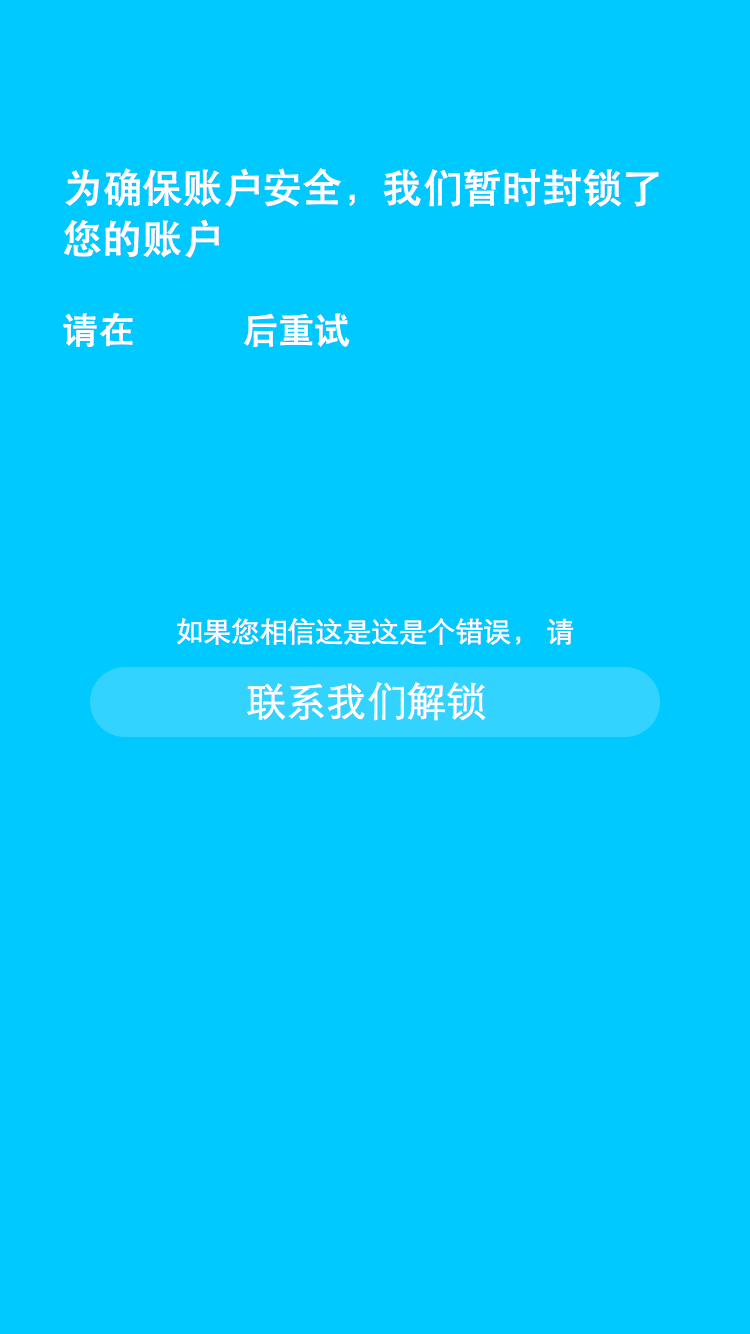 为确保账户安全，我们暂时封锁了
您的账户
请在 后重试
如果您相信这是这是个错误， 请
联系我们解锁